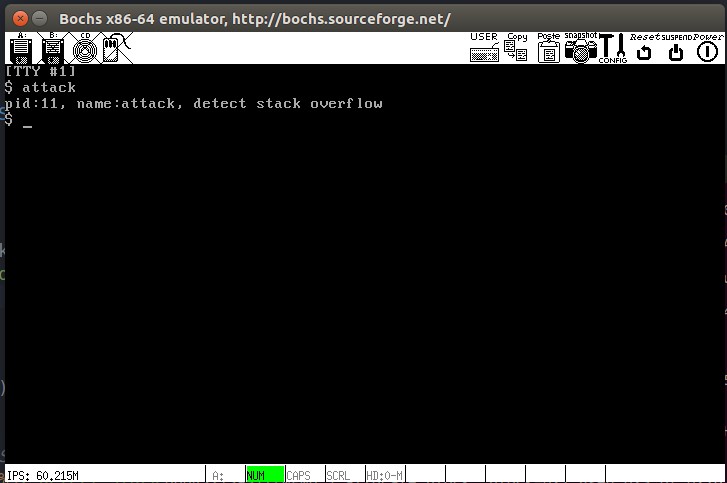 Bochs x86-64 emulator, http://bochs.sourceforge.net/
A: B: CD USER Copy Paste snapshot CONFIG Reset SUSPEND Power
[TTY #1]
$ attack
pid:11, name:attack, detect stack overflow
$ _
IPS: 60.215M A: NUM CAPS SCRL HD:0-M